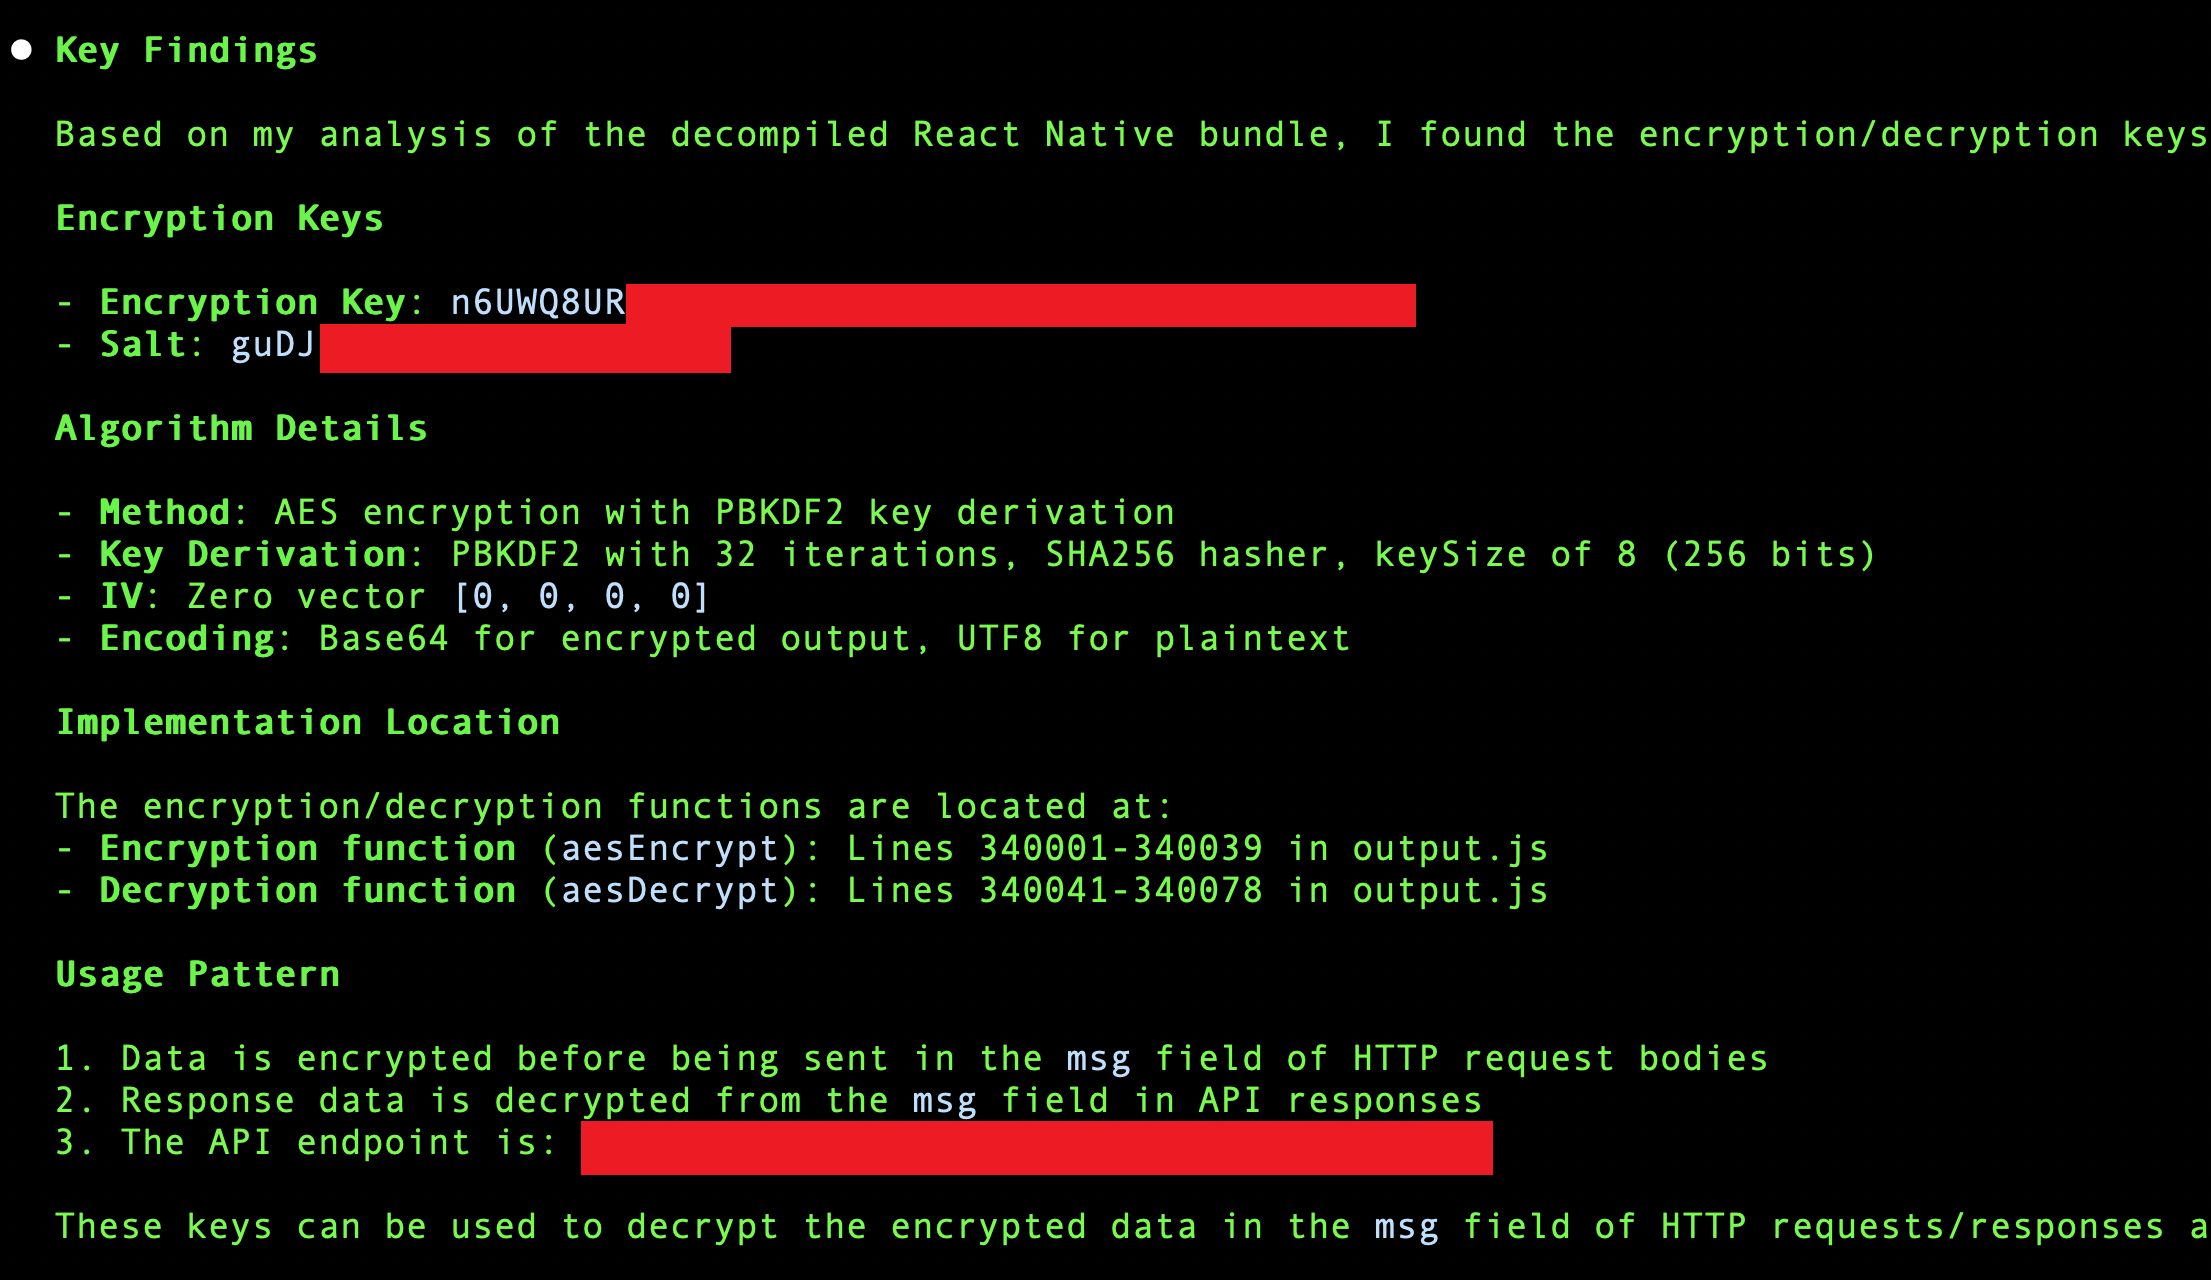 ● Key Findings
Based on my analysis of the decompiled React Native bundle, I found the encryption/decryption keys
Encryption Keys
- Encryption Key: n6UWQ8UR
- Salt: guDJ
Algorithm Details
- Method: AES encryption with PBKDF2 key derivation
- Key Derivation: PBKDF2 with 32 iterations, SHA256 hasher, keySize of 8 (256 bits)
- IV: Zero vector [0, 0, 0, 0]
- Encoding: Base64 for encrypted output, UTF8 for plaintext
Implementation Location
The encryption/decryption functions are located at:
- Encryption function (aesEncrypt): Lines 340001-340039 in output.js
- Decryption function (aesDecrypt): Lines 340041-340078 in output.js
Usage Pattern
1. Data is encrypted before being sent in the msg field of HTTP request bodies
2. Response data is decrypted from the msg field in API responses
3. The API endpoint is:
These keys can be used to decrypt the encrypted data in the msg field of HTTP requests/responses a